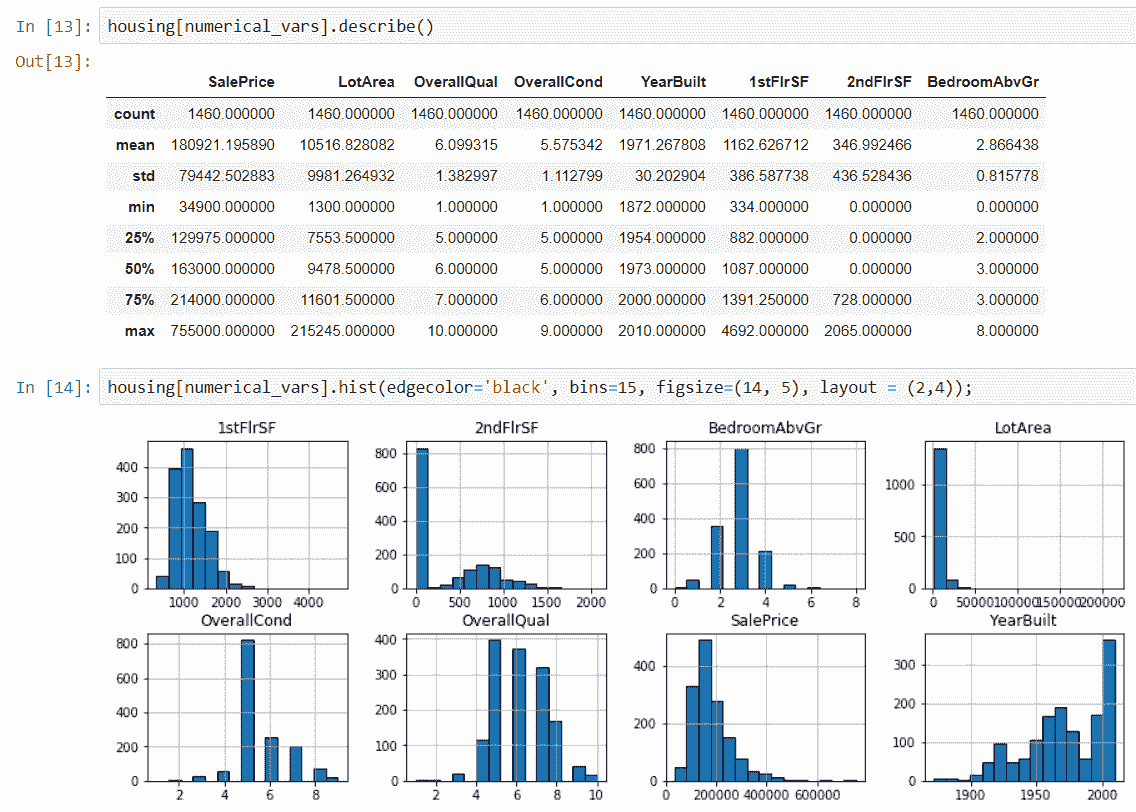 In [13]: housing[numerical_vars].describe()
Out[13]:
SalePrice LotArea OverallQual OverallCond YearBuilt 1stFlrSF 2ndFlrSF BedroomAbvGr
count 1460.000000 1460.000000 1460.000000 1460.000000 1460.000000 1460.000000 1460.000000 1460.000000
mean 180921.195890 10516.828082 6.099315 5.575342 1971.267808 1162.626712 346.992466 2.866438
std 79442.502883 9981.264932 1.382997 1.112799 30.202904 386.587738 436.528436 0.815778
min 34900.000000 1300.000000 1.000000 1.000000 1872.000000 334.000000 0.000000 0.000000
25% 129975.000000 7553.500000 5.000000 5.000000 1954.000000 882.000000 0.000000 2.000000
50% 163000.000000 9478.500000 6.000000 5.000000 1973.000000 1087.000000 0.000000 3.000000
75% 214000.000000 11601.500000 7.000000 6.000000 2000.000000 1391.250000 728.000000 3.000000
max 755000.000000 215245.000000 10.000000 9.000000 2010.000000 4692.000000 2065.000000 8.000000
In [14]: housing[numerical_vars].hist(edgecolor='black', bins=15, figsize=(14, 5), layout = (2,4));
1stFlrSF 2ndFlrSF BedroomAbvGr LotArea
400 800 800
300 600 600 1000
200 400 400 500
100 200 200
0 0 0 0
1000 2000 3000 4000 0 500 1000 1500 2000 0 2 4 6 8 0 50000 100000 150000 200000
OverallCond OverallQual SalePrice YearBuilt
800 400
600 300 400 300
400 200 200 200
200 100 100
0 0 0 0
2 4 6 8 2 4 6 8 10 0 200000 400000 600000 1900 1950 2000